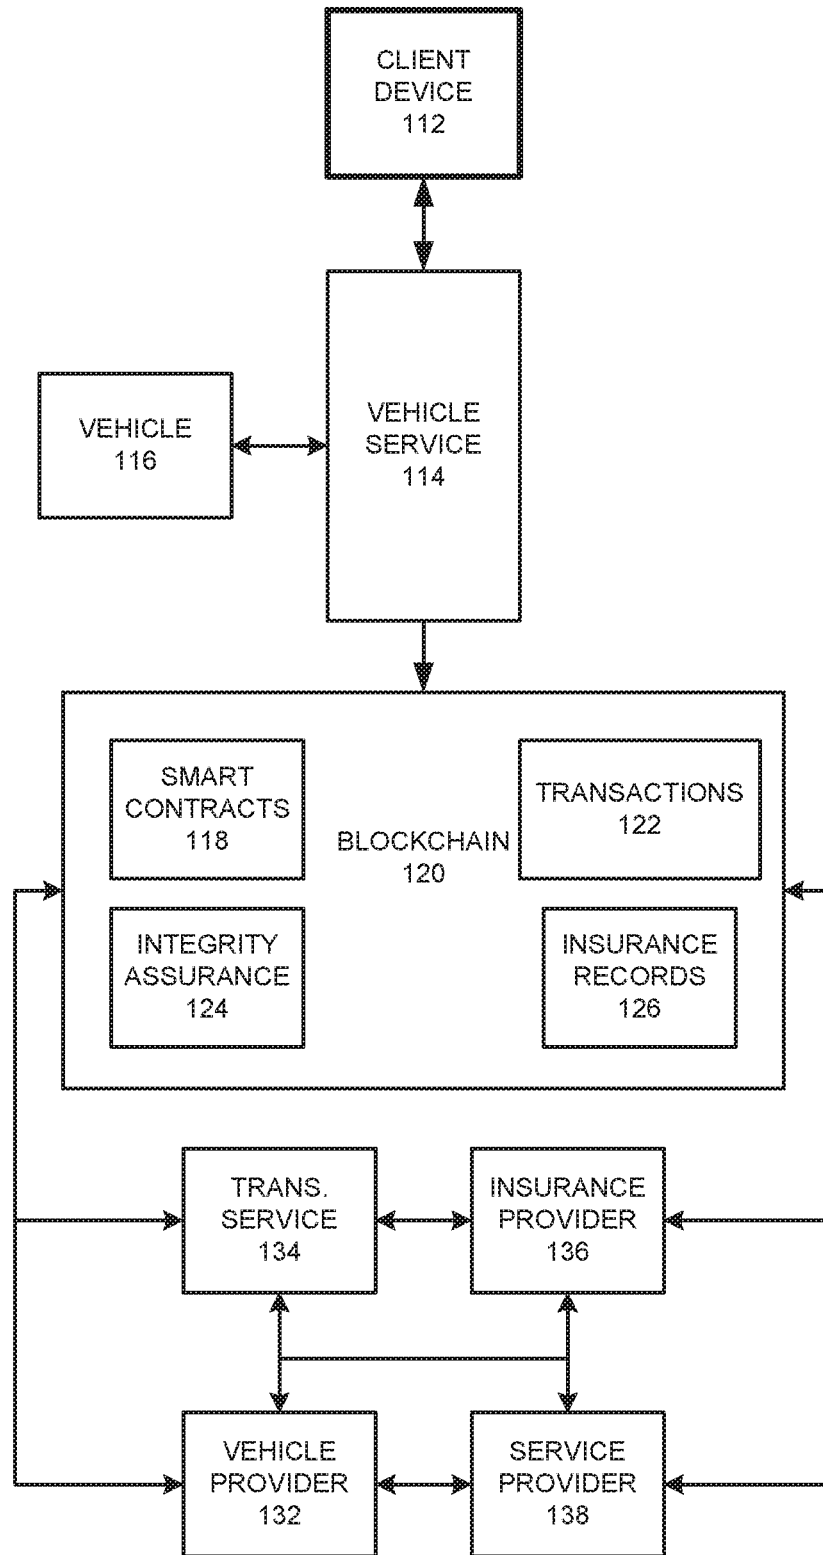 CLIENT
DEVICE
112
VEHICLE
116
VEHICLE
SERVICE
114
SMART
CONTRACTS
118
TRANSACTIONS
122
BLOCKCHAIN
120
INTEGRITY
ASSURANCE
124
INSURANCE
RECORDS
126
TRANS.
SERVICE
134
INSURANCE
PROVIDER
136
VEHICLE
PROVIDER
132
SERVICE
PROVIDER
138